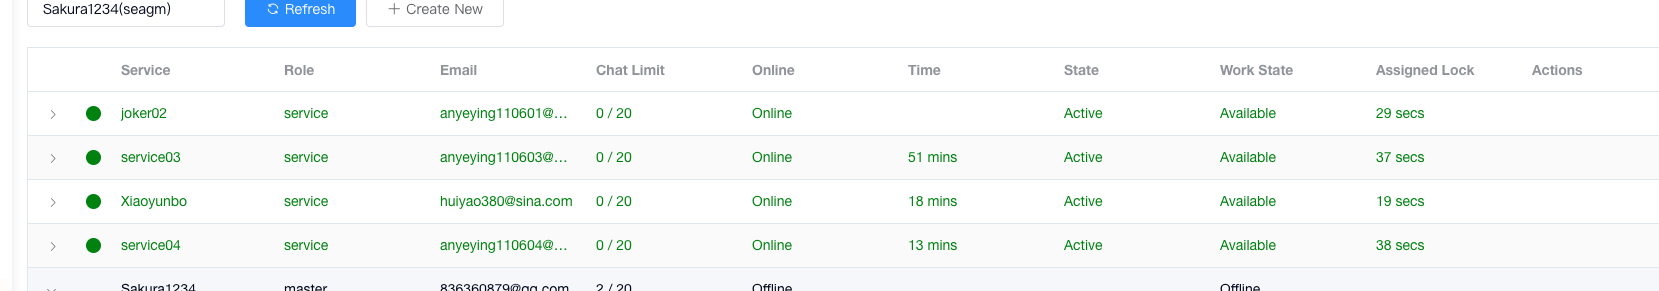 Sakura1234(seagm) Refresh Create New
Service Role Email Chat Limit Online Time State Work State Assigned Lock Actions
joker02 service anyeying110601@... 0 / 20 Online Active Available 29 secs
service03 service anyeying110603@... 0 / 20 Online 51 mins Active Available 37 secs
Xiaoyunbo service huiyao380@sina.com 0 / 20 Online 18 mins Active Available 19 secs
service04 service anyeying110604@... 0 / 20 Online 13 mins Active Available 38 secs
Sakura1234 master 836360879@qq.com 2 / 20 Offline Offline